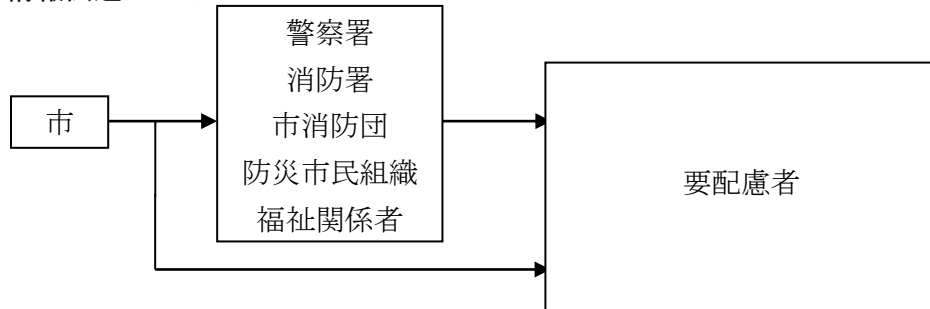 市
警察署
消防署
市消防団
防災市民組織
福祉関係者
要配慮者